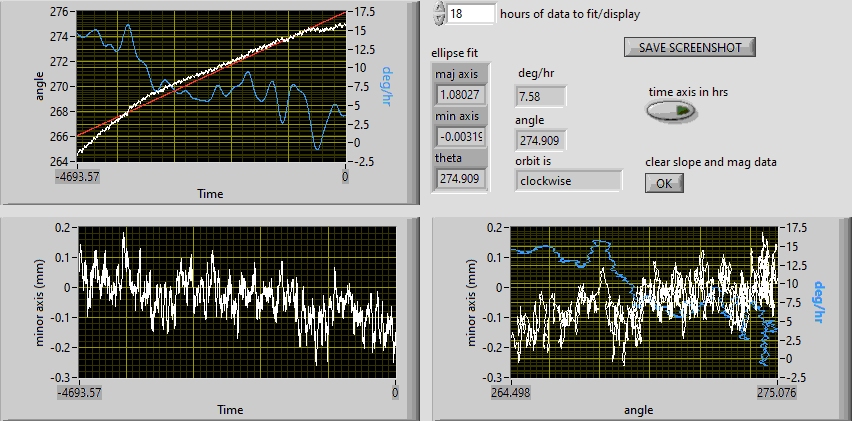 276
274
272
270
268
266
264
angle
17.5
15
12.5
10
7.5
5
2.5
0
-2.5
deg/hr
-4693.57
0
Time
18 hours of data to fit/display
SAVE SCREENSHOT
ellipse fit
maj axis
1.08027
min axis
-0.00319
theta
274.909
deg/hr
7.58
angle
274.909
orbit is
clockwise
time axis in hrs
clear slope and mag data
OK
0.2
0.1
0
-0.1
-0.2
-0.3
minor axis (mm)
-4693.57
0
Time
0.2
0.1
0
-0.1
-0.2
-0.3
minor axis (mm)
17.5
15
12.5
10
7.5
5
2.5
0
-2.5
deg/hr
264.498
275.076
angle